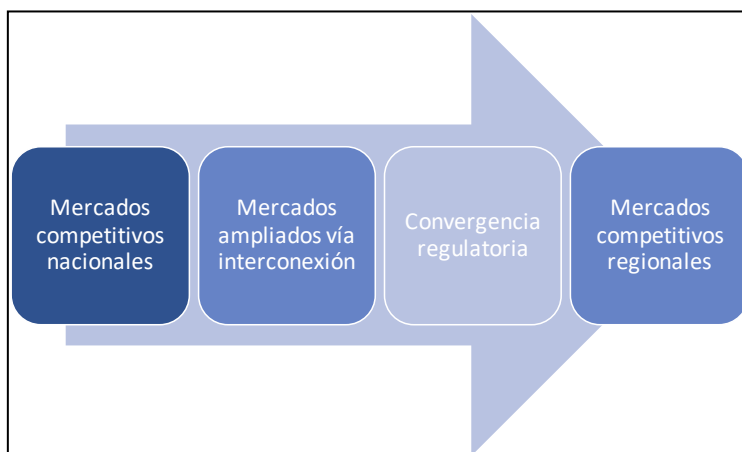 Mercados
competitivos
nacionales
Mercados
ampliados vía
interconexión
Convergencia
regulatoria
Mercados
competitivos
regionales